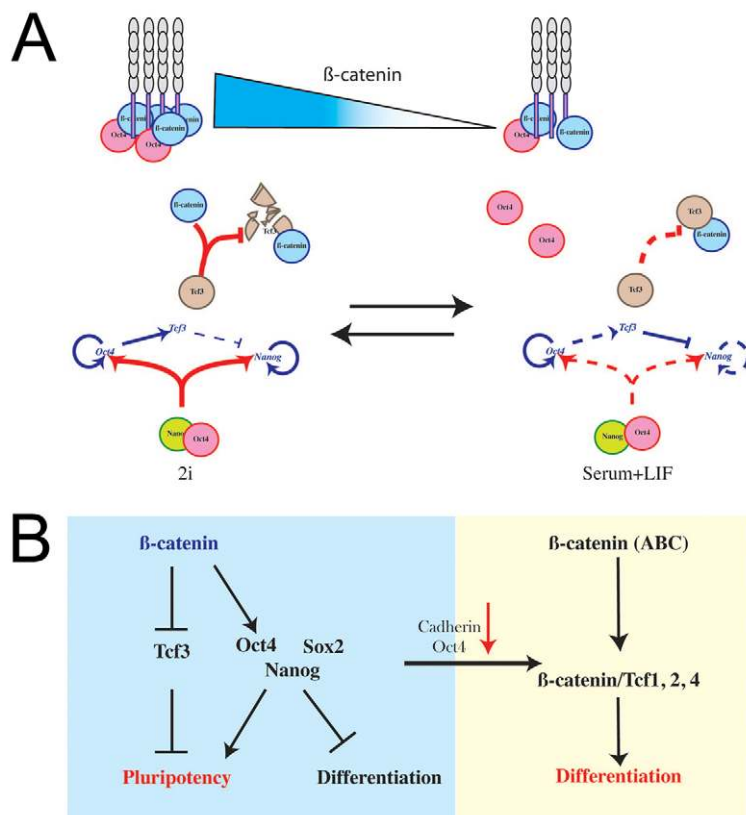 A
ß-catenin
ß-catenin
ß-catenin
Oct4
Oct4
ß-catenin
Oct4
ß-catenin
ß-catenin
Tcf3
ß-catenin
Tcf3
Oct4
Oct4
Tcf3
ß-catenin
Tcf3
Oct4
Tcf3
Nanog
Oct4
Tcf3
Nanog
Oct4
Nanog
Oct4
2i
Serum+LIF
B
ß-catenin
ß-catenin (ABC)
Tcf3
Oct4
Sox2
Nanog
Cadherin
Oct4
ß-catenin/Tcf1, 2, 4
Pluripotency
Differentiation
Differentiation